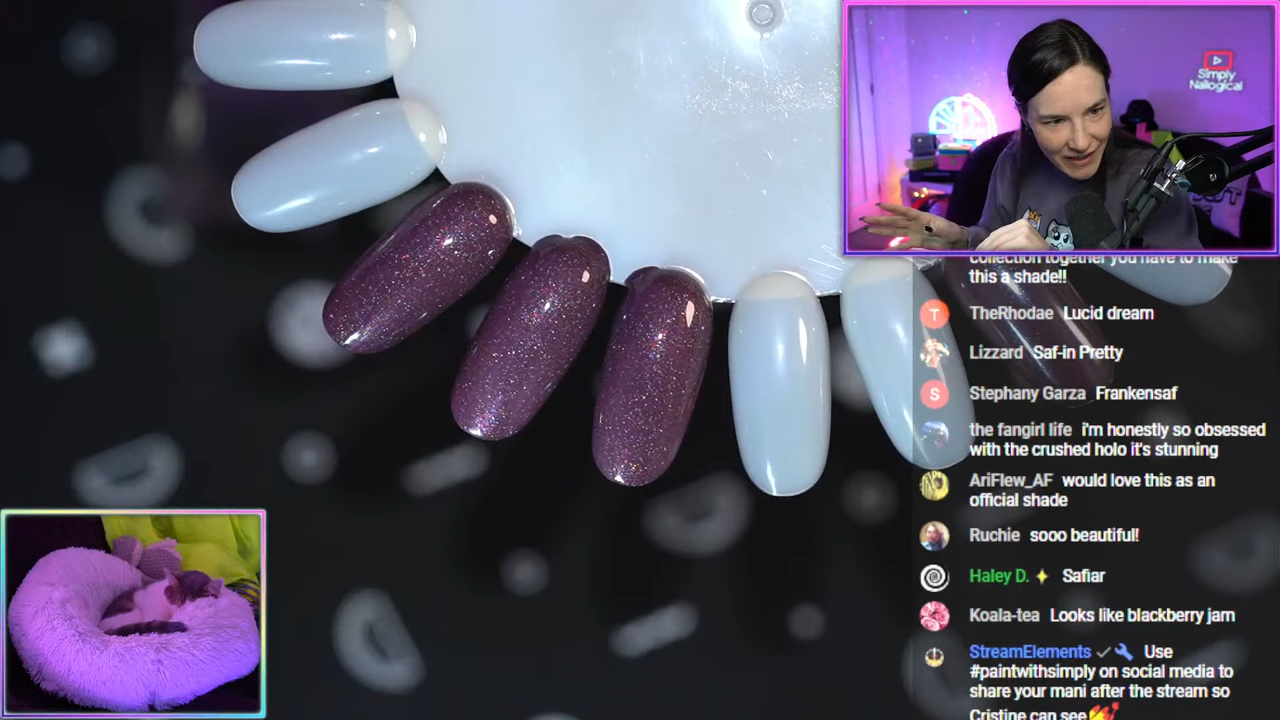 Simply
Nailogical
collection together you have to make
this a shade!!
T
TheRhodae Lucid dream
Lizzard Saf-in Pretty
S
Stephany Garza Frankensaf
the fangirl life i'm honestly so obsessed
with the crushed holo it's stunning
AriFlew_AF would love this as an
official shade
Ruchie sooo beautiful!
Haley D. Safiar
Koala-tea Looks like blackberry jam
StreamElements Use
#paintwithsimply on social media to
share your mani after the stream so
Cristine can see